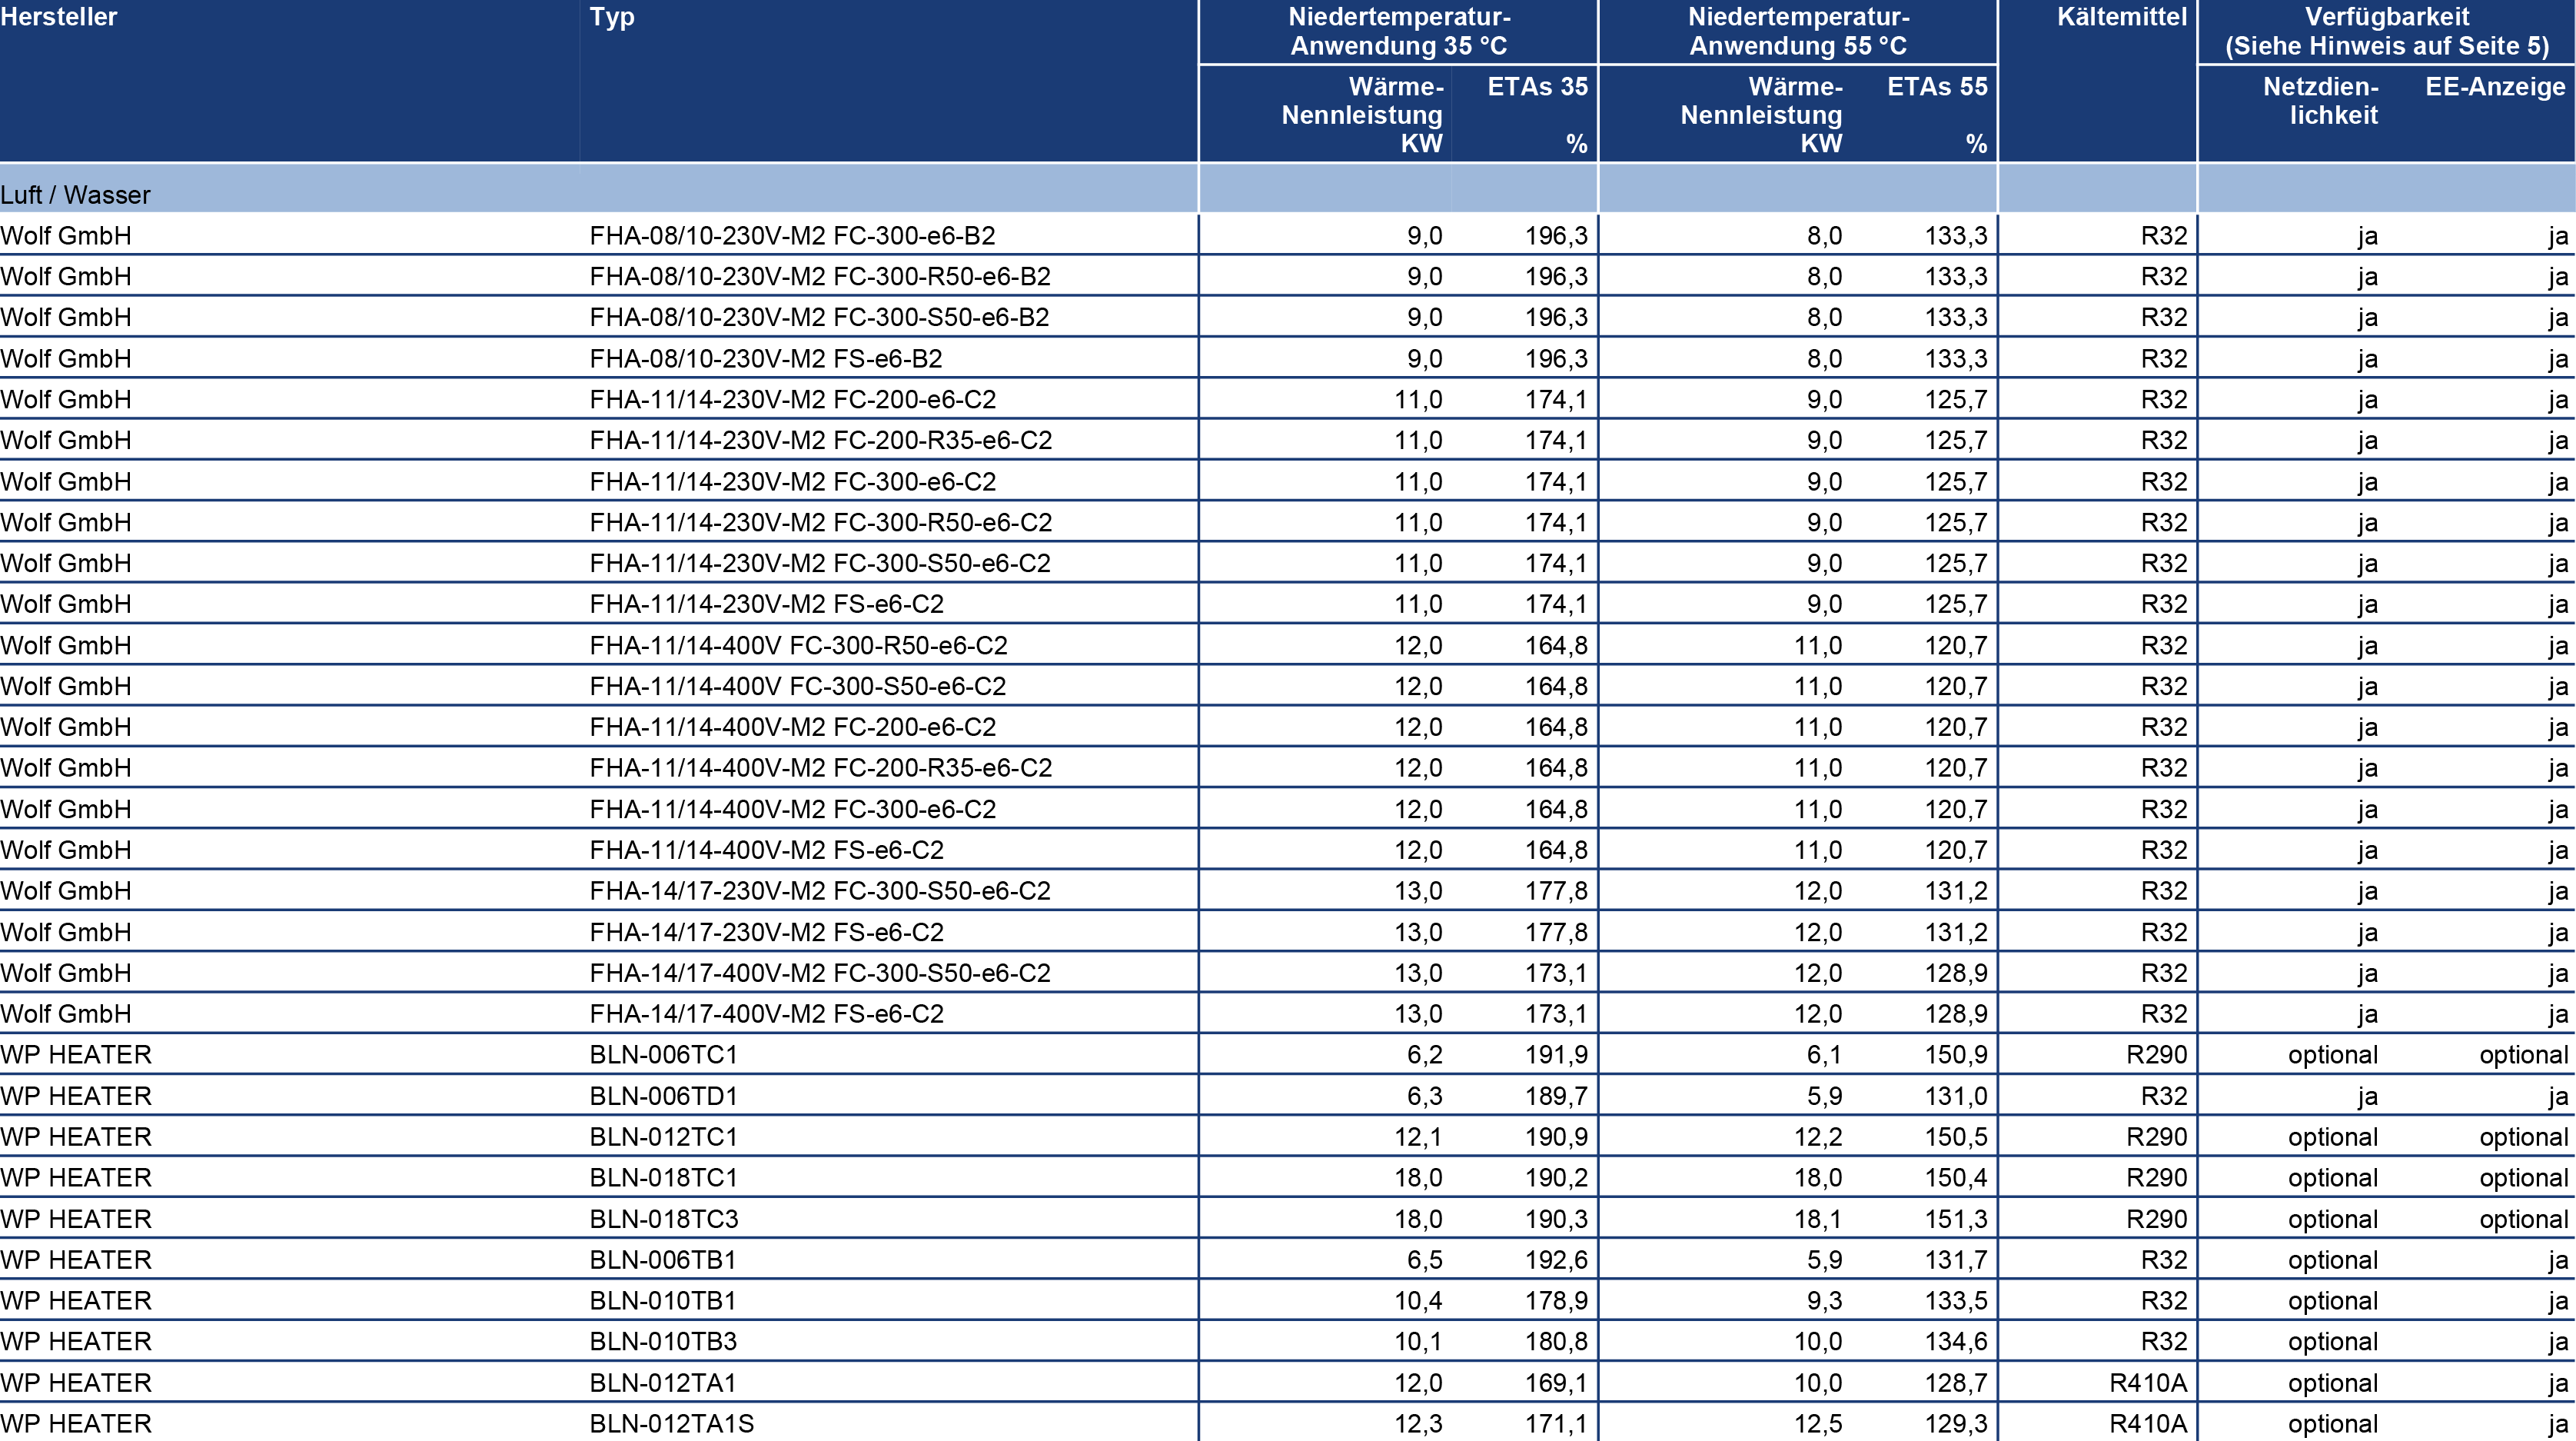 Hersteller Typ Niedertemperatur- Niedertemperatur- Kältemittel Verfügbarkeit
Anwendung 35 °C Anwendung 55 °C (Siehe Hinweis auf Seite 5)
Wärme- ETAs 35 Wärme- ETAs 55 Netzdien- EE-Anzeige
Nennleistung Nennleistung lichkeit
KW % KW %
Luft / Wasser
Wolf GmbH FHA-08/10-230V-M2 FC-300-e6-B2 9,0 196,3 8,0 133,3 R32 ja ja
Wolf GmbH FHA-08/10-230V-M2 FC-300-R50-e6-B2 9,0 196,3 8,0 133,3 R32 ja ja
Wolf GmbH FHA-08/10-230V-M2 FC-300-S50-e6-B2 9,0 196,3 8,0 133,3 R32 ja ja
Wolf GmbH FHA-08/10-230V-M2 FS-e6-B2 9,0 196,3 8,0 133,3 R32 ja ja
Wolf GmbH FHA-11/14-230V-M2 FC-200-e6-C2 11,0 174,1 9,0 125,7 R32 ja ja
Wolf GmbH FHA-11/14-230V-M2 FC-200-R35-e6-C2 11,0 174,1 9,0 125,7 R32 ja ja
Wolf GmbH FHA-11/14-230V-M2 FC-300-e6-C2 11,0 174,1 9,0 125,7 R32 ja ja
Wolf GmbH FHA-11/14-230V-M2 FC-300-R50-e6-C2 11,0 174,1 9,0 125,7 R32 ja ja
Wolf GmbH FHA-11/14-230V-M2 FC-300-S50-e6-C2 11,0 174,1 9,0 125,7 R32 ja ja
Wolf GmbH FHA-11/14-230V-M2 FS-e6-C2 11,0 174,1 9,0 125,7 R32 ja ja
Wolf GmbH FHA-11/14-400V FC-300-R50-e6-C2 12,0 164,8 11,0 120,7 R32 ja ja
Wolf GmbH FHA-11/14-400V FC-300-S50-e6-C2 12,0 164,8 11,0 120,7 R32 ja ja
Wolf GmbH FHA-11/14-400V-M2 FC-200-e6-C2 12,0 164,8 11,0 120,7 R32 ja ja
Wolf GmbH FHA-11/14-400V-M2 FC-200-R35-e6-C2 12,0 164,8 11,0 120,7 R32 ja ja
Wolf GmbH FHA-11/14-400V-M2 FC-300-e6-C2 12,0 164,8 11,0 120,7 R32 ja ja
Wolf GmbH FHA-11/14-400V-M2 FS-e6-C2 12,0 164,8 11,0 120,7 R32 ja ja
Wolf GmbH FHA-14/17-230V-M2 FC-300-S50-e6-C2 13,0 177,8 12,0 131,2 R32 ja ja
Wolf GmbH FHA-14/17-230V-M2 FS-e6-C2 13,0 177,8 12,0 131,2 R32 ja ja
Wolf GmbH FHA-14/17-400V-M2 FC-300-S50-e6-C2 13,0 173,1 12,0 128,9 R32 ja ja
Wolf GmbH FHA-14/17-400V-M2 FS-e6-C2 13,0 173,1 12,0 128,9 R32 ja ja
WP HEATER BLN-006TC1 6,2 191,9 6,1 150,9 R290 optional optional
WP HEATER BLN-006TD1 6,3 189,7 5,9 131,0 R32 ja ja
WP HEATER BLN-012TC1 12,1 190,9 12,2 150,5 R290 optional optional
WP HEATER BLN-018TC1 18,0 190,2 18,0 150,4 R290 optional optional
WP HEATER BLN-018TC3 18,0 190,3 18,1 151,3 R290 optional optional
WP HEATER BLN-006TB1 6,5 192,6 5,9 131,7 R32 optional ja
WP HEATER BLN-010TB1 10,4 178,9 9,3 133,5 R32 optional ja
WP HEATER BLN-010TB3 10,1 180,8 10,0 134,6 R32 optional ja
WP HEATER BLN-012TA1 12,0 169,1 10,0 128,7 R410A optional ja
WP HEATER BLN-012TA1S 12,3 171,1 12,5 129,3 R410A optional ja